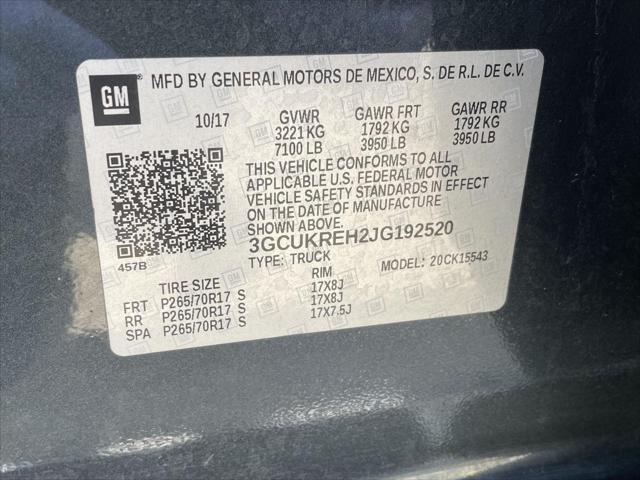 GM
MFD BY GENERAL MOTORS DE MEXICO, S. DE R.L. DE C.V.
10/17 GVWR GAWR FRT GAWR RR
3221 KG 1792 KG 1792 KG
7100 LB 3950 LB 3950 LB
THIS VEHICLE CONFORMS TO ALL
APPLICABLE U.S. FEDERAL MOTOR
VEHICLE SAFETY STANDARDS IN EFFECT
ON THE DATE OF MANUFACTURE
SHOWN ABOVE.
3GCUKREH2JG192520
457B TYPE: TRUCK MODEL: 20CK15543
TIRE SIZE RIM
FRT P265/70R17 S 17X8J
RR P265/70R17 S 17X8J
SPA P265/70R17 S 17X7.5J